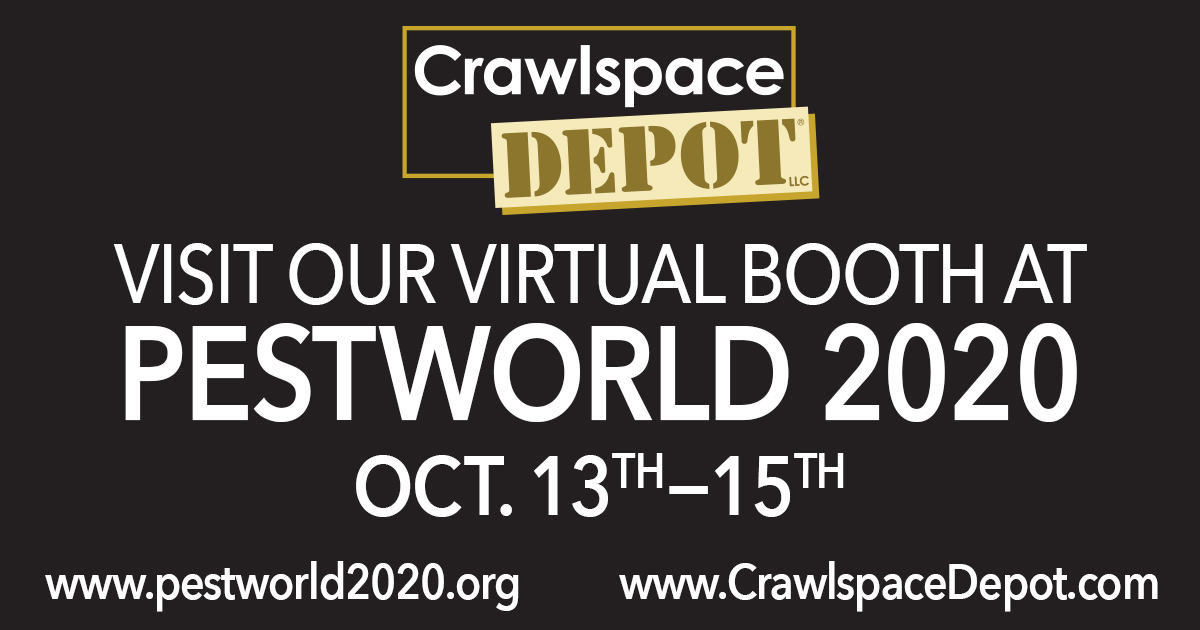 Crawlspace
DEPOT®
LLC
VISIT OUR VIRTUAL BOOTH AT
PESTWORLD 2020
OCT. 13TH–15TH
www.pestworld2020.org
www.CrawlspaceDepot.com